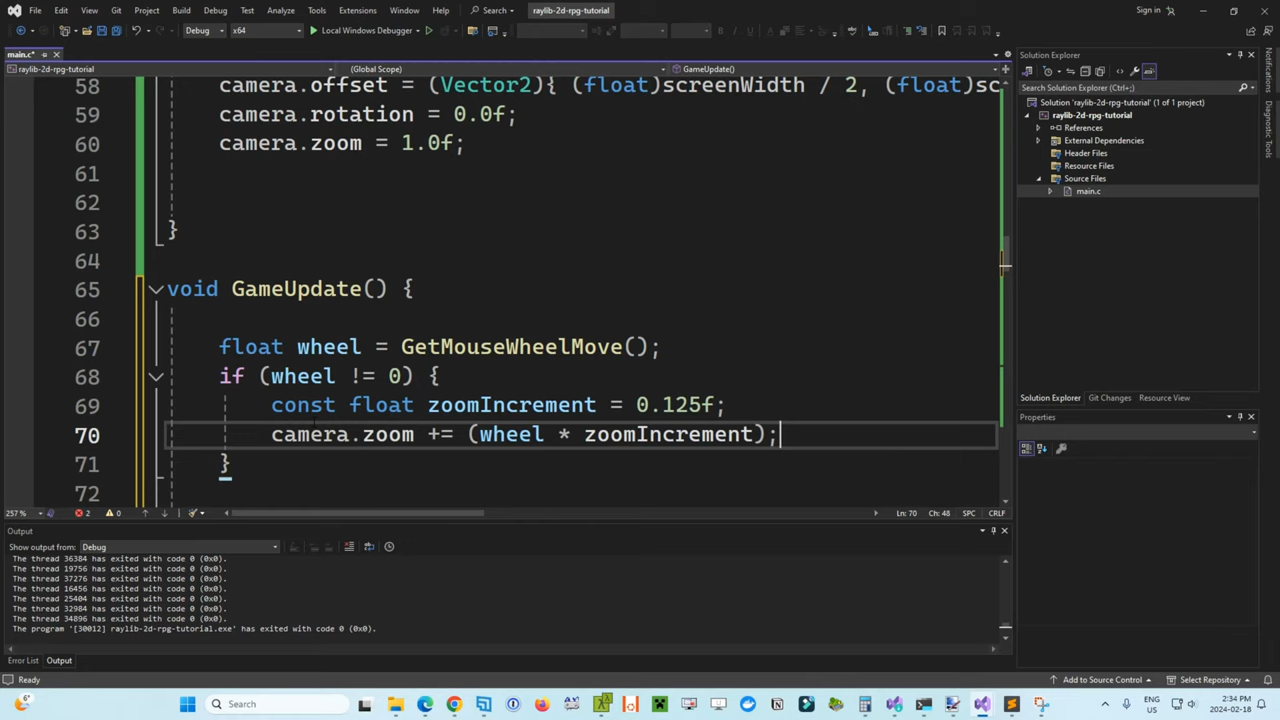 File Edit View Git Project Build Debug Test Analyze Tools Extensions Window Help Search raylib-2d-rpg-tutorial Sign in
Debug x64 Local Windows Debugger
main.c*
raylib-2d-rpg-tutorial (Global Scope) GameUpdate()
58 camera.offset = (Vector2){ (float)screenWidth / 2, (float)sc
59 camera.rotation = 0.0f;
60 camera.zoom = 1.0f;
61
62
63 }
64
65 void GameUpdate() {
66
67 float wheel = GetMouseWheelMove();
68 if (wheel != 0) {
69 const float zoomIncrement = 0.125f;
70 camera.zoom += (wheel * zoomIncrement);
71 }
72
257 % 2 0 Ln: 70 Ch: 48 SPC CRLF
Output
Show output from: Debug
The thread 36384 has exited with code 0 (0x0).
The thread 19756 has exited with code 0 (0x0).
The thread 37276 has exited with code 0 (0x0).
The thread 16456 has exited with code 0 (0x0).
The thread 25404 has exited with code 0 (0x0).
The thread 32984 has exited with code 0 (0x0).
The thread 34896 has exited with code 0 (0x0).
The program '[30012] raylib-2d-rpg-tutorial.exe' has exited with code 0 (0x0).
Error List Output
Solution Explorer
Search Solution Explorer (Ctrl+;)
Solution 'raylib-2d-rpg-tutorial' (1 of 1 project)
raylib-2d-rpg-tutorial
References
External Dependencies
Header Files
Resource Files
Source Files
main.c
Solution Explorer Git Changes Class View
Properties
Notifications
Diagnostic Tools
Ready Add to Source Control Select Repository
6° Search ENG US 2:34 PM 2024-02-18